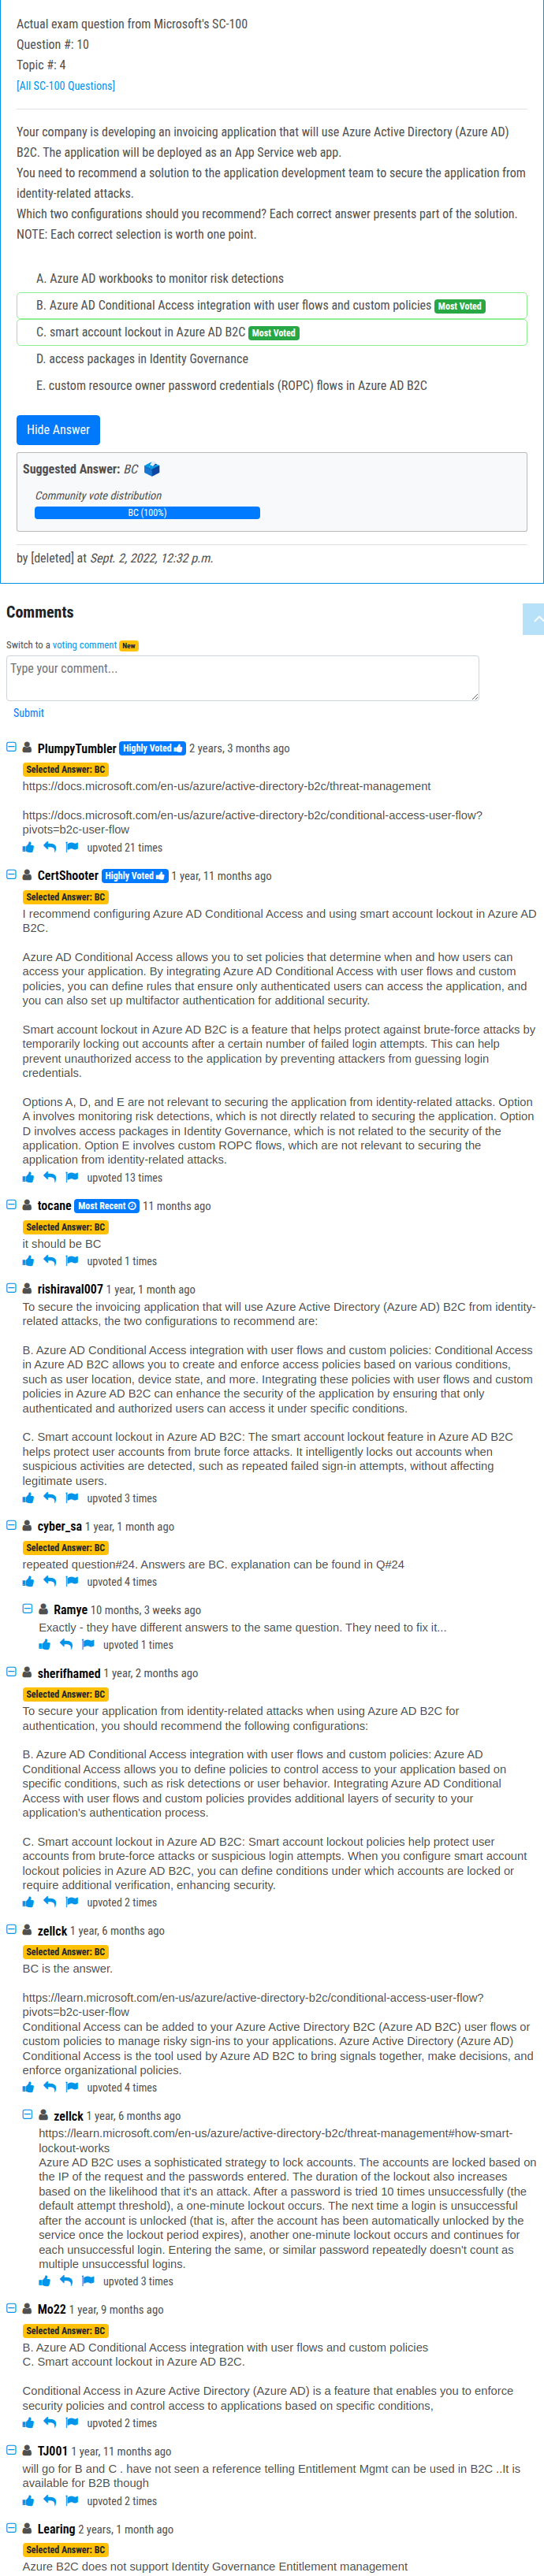 Actual exam question from Microsoft's SC-100
Question #: 10
Topic #: 4
[All SC-100 Questions]
Your company is developing an invoicing application that will use Azure Active Directory (Azure AD)
B2C. The application will be deployed as an App Service web app.
You need to recommend a solution to the application development team to secure the application from
identity-related attacks.
Which two configurations should you recommend? Each correct answer presents part of the solution.
NOTE: Each correct selection is worth one point.
A. Azure AD workbooks to monitor risk detections
B. Azure AD Conditional Access integration with user flows and custom policies Most Voted
C. smart account lockout in Azure AD B2C Most Voted
D. access packages in Identity Governance
E. custom resource owner password credentials (ROPC) flows in Azure AD B2C
Hide Answer
Suggested Answer: BC
Community vote distribution
BC (100%)
by [deleted] at Sept. 2, 2022, 12:32 p.m.
Comments
Switch to a voting comment New
Type your comment...
Submit
PlumpyTumbler Highly Voted 2 years, 3 months ago
Selected Answer: BC
https://docs.microsoft.com/en-us/azure/active-directory-b2c/threat-management
https://docs.microsoft.com/en-us/azure/active-directory-b2c/conditional-access-user-flow?
pivots=b2c-user-flow
upvoted 21 times
CertShooter Highly Voted 1 year, 11 months ago
Selected Answer: BC
I recommend configuring Azure AD Conditional Access and using smart account lockout in Azure AD
B2C.
Azure AD Conditional Access allows you to set policies that determine when and how users can
access your application. By integrating Azure AD Conditional Access with user flows and custom
policies, you can define rules that ensure only authenticated users can access the application, and
you can also set up multifactor authentication for additional security.
Smart account lockout in Azure AD B2C is a feature that helps protect against brute-force attacks by
temporarily locking out accounts after a certain number of failed login attempts. This can help
prevent unauthorized access to the application by preventing attackers from guessing login
credentials.
Options A, D, and E are not relevant to securing the application from identity-related attacks. Option
A involves monitoring risk detections, which is not directly related to securing the application. Option
D involves access packages in Identity Governance, which is not related to the security of the
application. Option E involves custom ROPC flows, which are not relevant to securing the
application from identity-related attacks.
upvoted 13 times
tocane Most Recent 11 months ago
Selected Answer: BC
it should be BC
upvoted 1 times
rishiraval007 1 year, 1 month ago
To secure the invoicing application that will use Azure Active Directory (Azure AD) B2C from identity-
related attacks, the two configurations to recommend are:
B. Azure AD Conditional Access integration with user flows and custom policies: Conditional Access
in Azure AD B2C allows you to create and enforce access policies based on various conditions,
such as user location, device state, and more. Integrating these policies with user flows and custom
policies in Azure AD B2C can enhance the security of the application by ensuring that only
authenticated and authorized users can access it under specific conditions.
C. Smart account lockout in Azure AD B2C: The smart account lockout feature in Azure AD B2C
helps protect user accounts from brute force attacks. It intelligently locks out accounts when
suspicious activities are detected, such as repeated failed sign-in attempts, without affecting
legitimate users.
upvoted 3 times
cyber_sa 1 year, 1 month ago
Selected Answer: BC
repeated question#24. Answers are BC. explanation can be found in Q#24
upvoted 4 times
Ramye 10 months, 3 weeks ago
Exactly - they have different answers to the same question. They need to fix it...
upvoted 1 times
sherifhamed 1 year, 2 months ago
Selected Answer: BC
To secure your application from identity-related attacks when using Azure AD B2C for
authentication, you should recommend the following configurations:
B. Azure AD Conditional Access integration with user flows and custom policies: Azure AD
Conditional Access allows you to define policies to control access to your application based on
specific conditions, such as risk detections or user behavior. Integrating Azure AD Conditional
Access with user flows and custom policies provides additional layers of security to your
application's authentication process.
C. Smart account lockout in Azure AD B2C: Smart account lockout policies help protect user
accounts from brute-force attacks or suspicious login attempts. When you configure smart account
lockout policies in Azure AD B2C, you can define conditions under which accounts are locked or
require additional verification, enhancing security.
upvoted 2 times
zellck 1 year, 6 months ago
Selected Answer: BC
BC is the answer.
https://learn.microsoft.com/en-us/azure/active-directory-b2c/conditional-access-user-flow?
pivots=b2c-user-flow
Conditional Access can be added to your Azure Active Directory B2C (Azure AD B2C) user flows or
custom policies to manage risky sign-ins to your applications. Azure Active Directory (Azure AD)
Conditional Access is the tool used by Azure AD B2C to bring signals together, make decisions, and
enforce organizational policies.
upvoted 4 times
zellck 1 year, 6 months ago
https://learn.microsoft.com/en-us/azure/active-directory-b2c/threat-management#how-smart-
lockout-works
Azure AD B2C uses a sophisticated strategy to lock accounts. The accounts are locked based on
the IP of the request and the passwords entered. The duration of the lockout also increases
based on the likelihood that it's an attack. After a password is tried 10 times unsuccessfully (the
default attempt threshold), a one-minute lockout occurs. The next time a login is unsuccessful
after the account is unlocked (that is, after the account has been automatically unlocked by the
service once the lockout period expires), another one-minute lockout occurs and continues for
each unsuccessful login. Entering the same, or similar password repeatedly doesn't count as
multiple unsuccessful logins.
upvoted 3 times
Mo22 1 year, 9 months ago
Selected Answer: BC
B. Azure AD Conditional Access integration with user flows and custom policies
C. Smart account lockout in Azure AD B2C.
Conditional Access in Azure Active Directory (Azure AD) is a feature that enables you to enforce
security policies and control access to applications based on specific conditions,
upvoted 2 times
TJ001 1 year, 11 months ago
will go for B and C . have not seen a reference telling Entitlement Mgmt can be used in B2C ..It is
available for B2B though
upvoted 2 times
Learing 2 years, 1 month ago
Selected Answer: BC
Azure B2C does not support Identity Governance Entitlement management